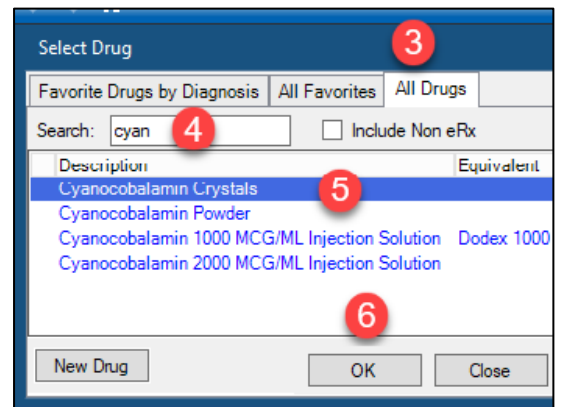 Select Drug 3
Favorite Drugs by Diagnosis All Favorites All Drugs
Search: cyan 4 Include Non eRx
Description Equivalent
Cyanocobalamin Crystals 5
Cyanocobalamin Powder
Cyanocobalamin 1000 MCG/ML Injection Solution Dodex 1000
Cyanocobalamin 2000 MCG/ML Injection Solution
6
New Drug OK Close